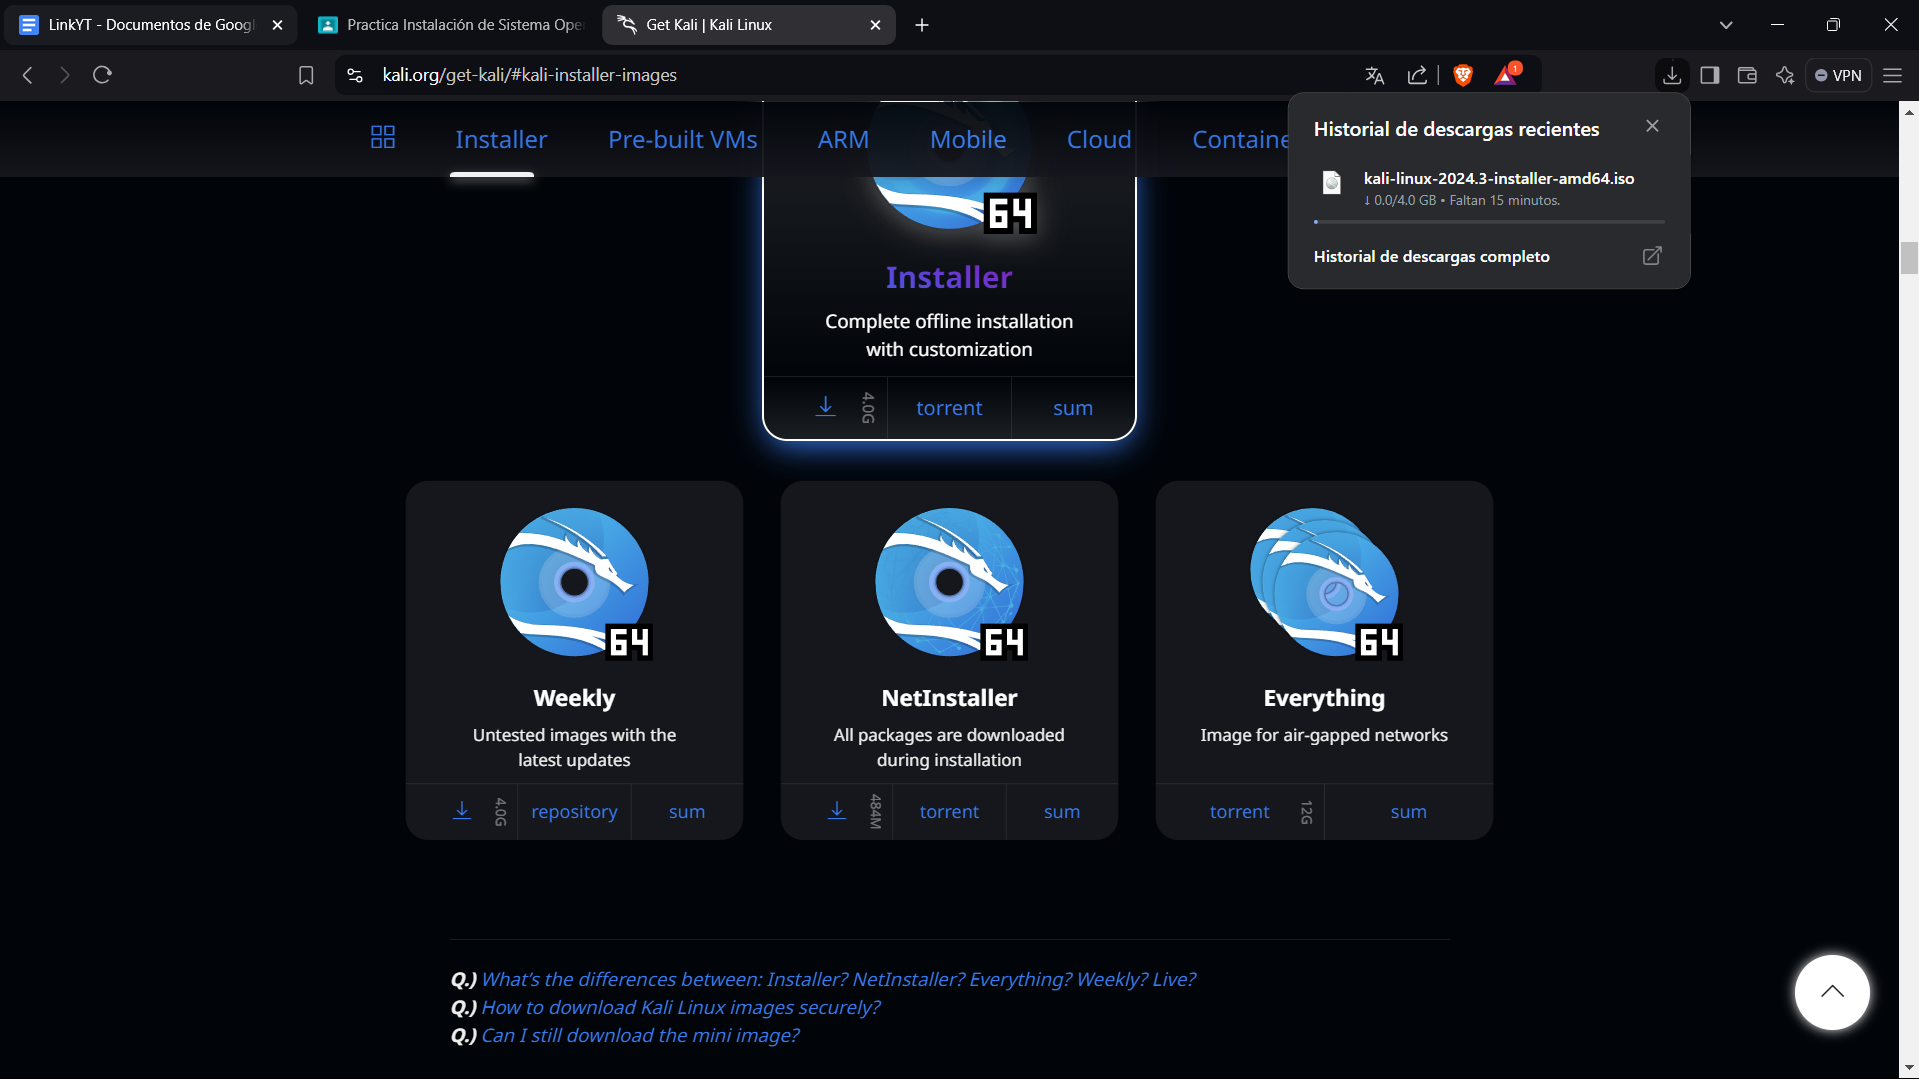 LinkYT - Documentos de Googl
Practica Instalación de Sistema Ope
Get Kali | Kali Linux
kali.org/get-kali/#kali-installer-images
1
VPN
Installer
Pre-built VMs
ARM
Mobile
Cloud
Containe
Historial de descargas recientes
kali-linux-2024.3-installer-amd64.iso
↓ 0.0/4.0 GB • Faltan 15 minutos.
Historial de descargas completo
64
Installer
Complete offline installation
with customization
4.0G
torrent
sum
64
Weekly
Untested images with the
latest updates
4.0G
repository
sum
64
NetInstaller
All packages are downloaded
during installation
484M
torrent
sum
64
Everything
Image for air-gapped networks
torrent
12G
sum
Q.) What's the differences between: Installer? NetInstaller? Everything? Weekly? Live?
Q.) How to download Kali Linux images securely?
Q.) Can I still download the mini image?